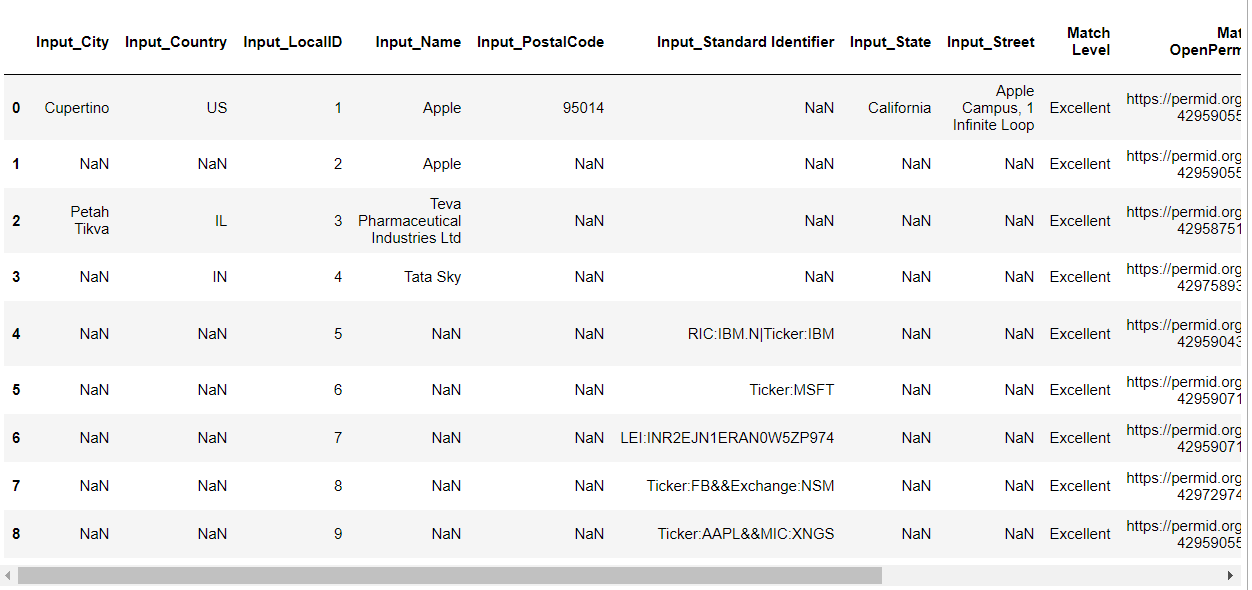 Input_City Input_Country Input_LocalID Input_Name Input_PostalCode Input_Standard Identifier Input_State Input_Street Match Level Mat OpenPerm
0 Cupertino US 1 Apple 95014 NaN California Apple Campus, 1 Infinite Loop Excellent https://permid.org 42959055
1 NaN NaN 2 Apple NaN NaN NaN NaN Excellent https://permid.org 42959055
2 Petah Tikva IL 3 Teva Pharmaceutical Industries Ltd NaN NaN NaN NaN Excellent https://permid.org 42958751
3 NaN IN 4 Tata Sky NaN NaN NaN NaN Excellent https://permid.org 42975893
4 NaN NaN 5 NaN NaN RIC:IBM.N|Ticker:IBM NaN NaN Excellent https://permid.org 42959043
5 NaN NaN 6 NaN NaN Ticker:MSFT NaN NaN Excellent https://permid.org 42959071
6 NaN NaN 7 NaN NaN LEI:INR2EJN1ERAN0W5ZP974 NaN NaN Excellent https://permid.org 42959071
7 NaN NaN 8 NaN NaN Ticker:FB&&Exchange:NSM NaN NaN Excellent https://permid.org 42972974
8 NaN NaN 9 NaN NaN Ticker:AAPL&&MIC:XNGS NaN NaN Excellent https://permid.org 42959055